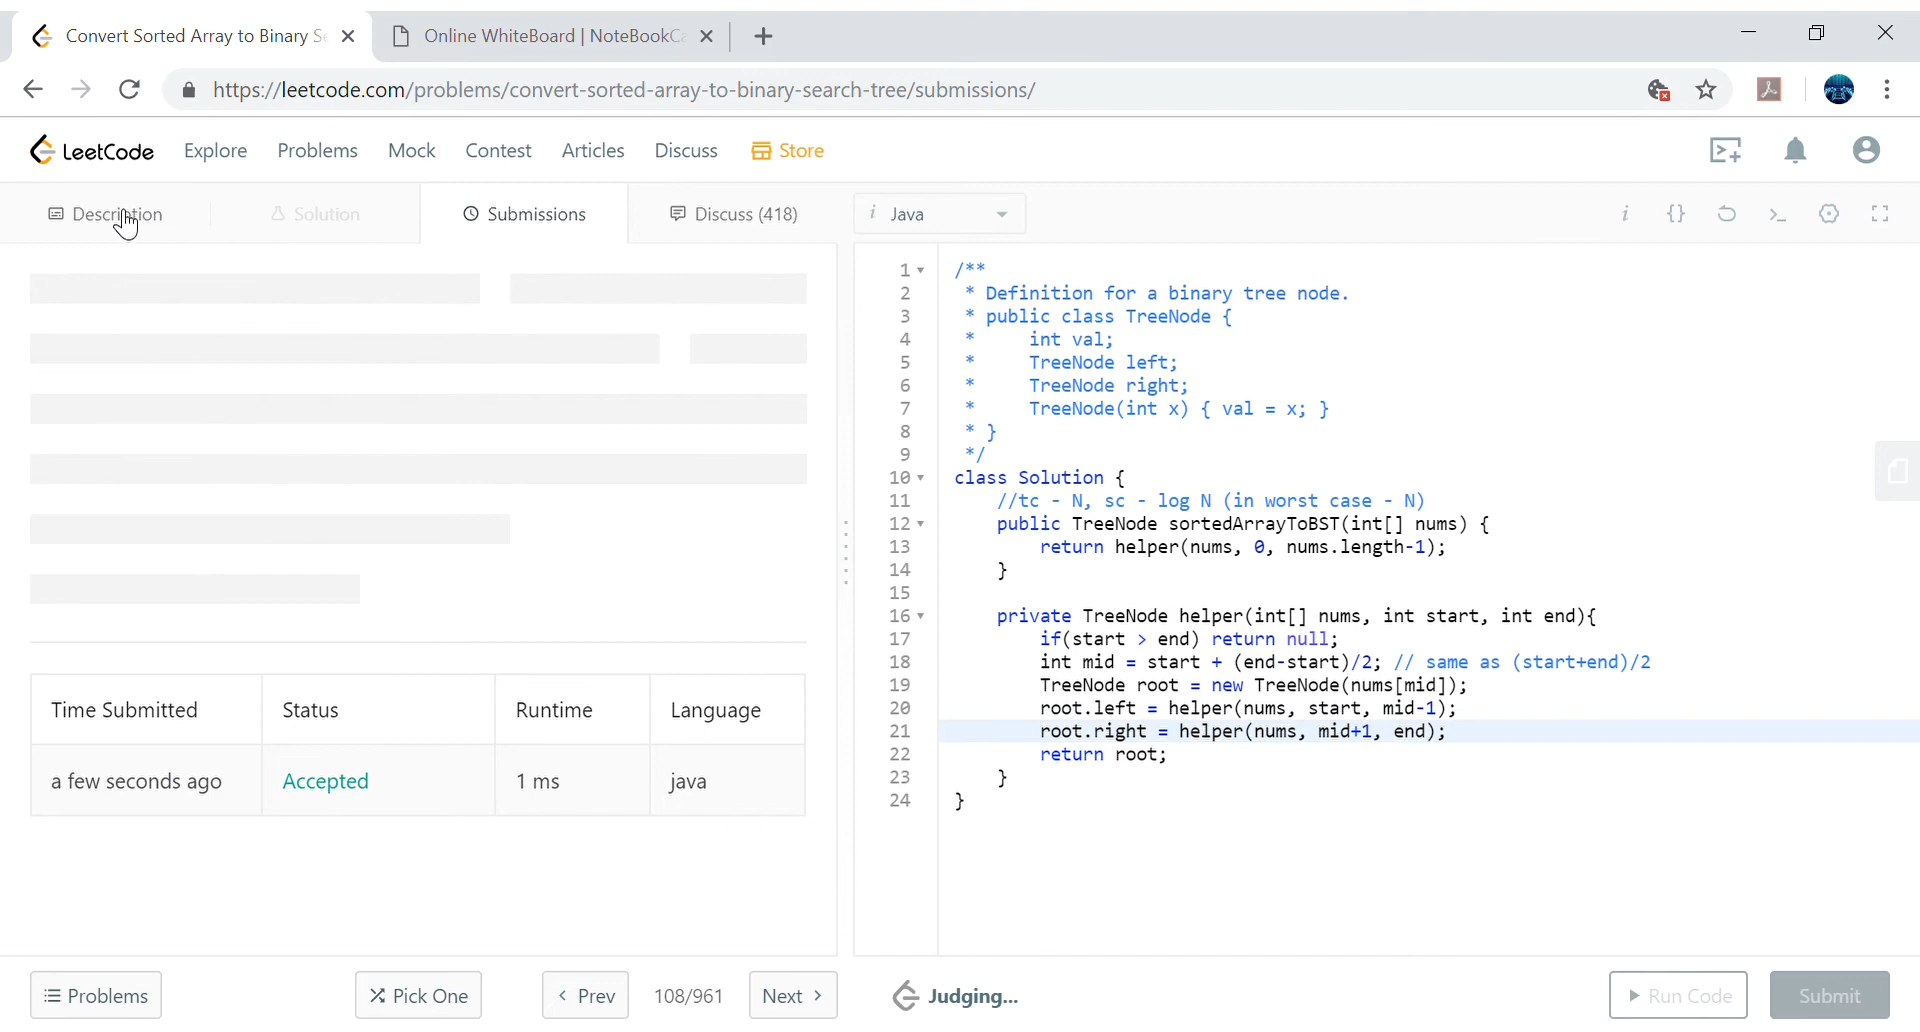 Convert Sorted Array to Binary Se
Online WhiteBoard | NoteBookCa
https://leetcode.com/problems/convert-sorted-array-to-binary-search-tree/submissions/
LeetCode Explore Problems Mock Contest Articles Discuss Store
Description Solution Submissions Discuss (418)
i Java
i {} >_
Time Submitted Status Runtime Language
a few seconds ago Accepted 1 ms java
1 /**
2 * Definition for a binary tree node.
3 * public class TreeNode {
4 *     int val;
5 *     TreeNode left;
6 *     TreeNode right;
7 *     TreeNode(int x) { val = x; }
8 * }
9 */
10 class Solution {
11     //tc - N, sc - log N (in worst case - N)
12     public TreeNode sortedArrayToBST(int[] nums) {
13         return helper(nums, 0, nums.length-1);
14     }
15
16     private TreeNode helper(int[] nums, int start, int end){
17         if(start > end) return null;
18         int mid = start + (end-start)/2; // same as (start+end)/2
19         TreeNode root = new TreeNode(nums[mid]);
20         root.left = helper(nums, start, mid-1);
21         root.right = helper(nums, mid+1, end);
22         return root;
23     }
24 }
Problems Pick One Prev 108/961 Next Judging... Run Code Submit